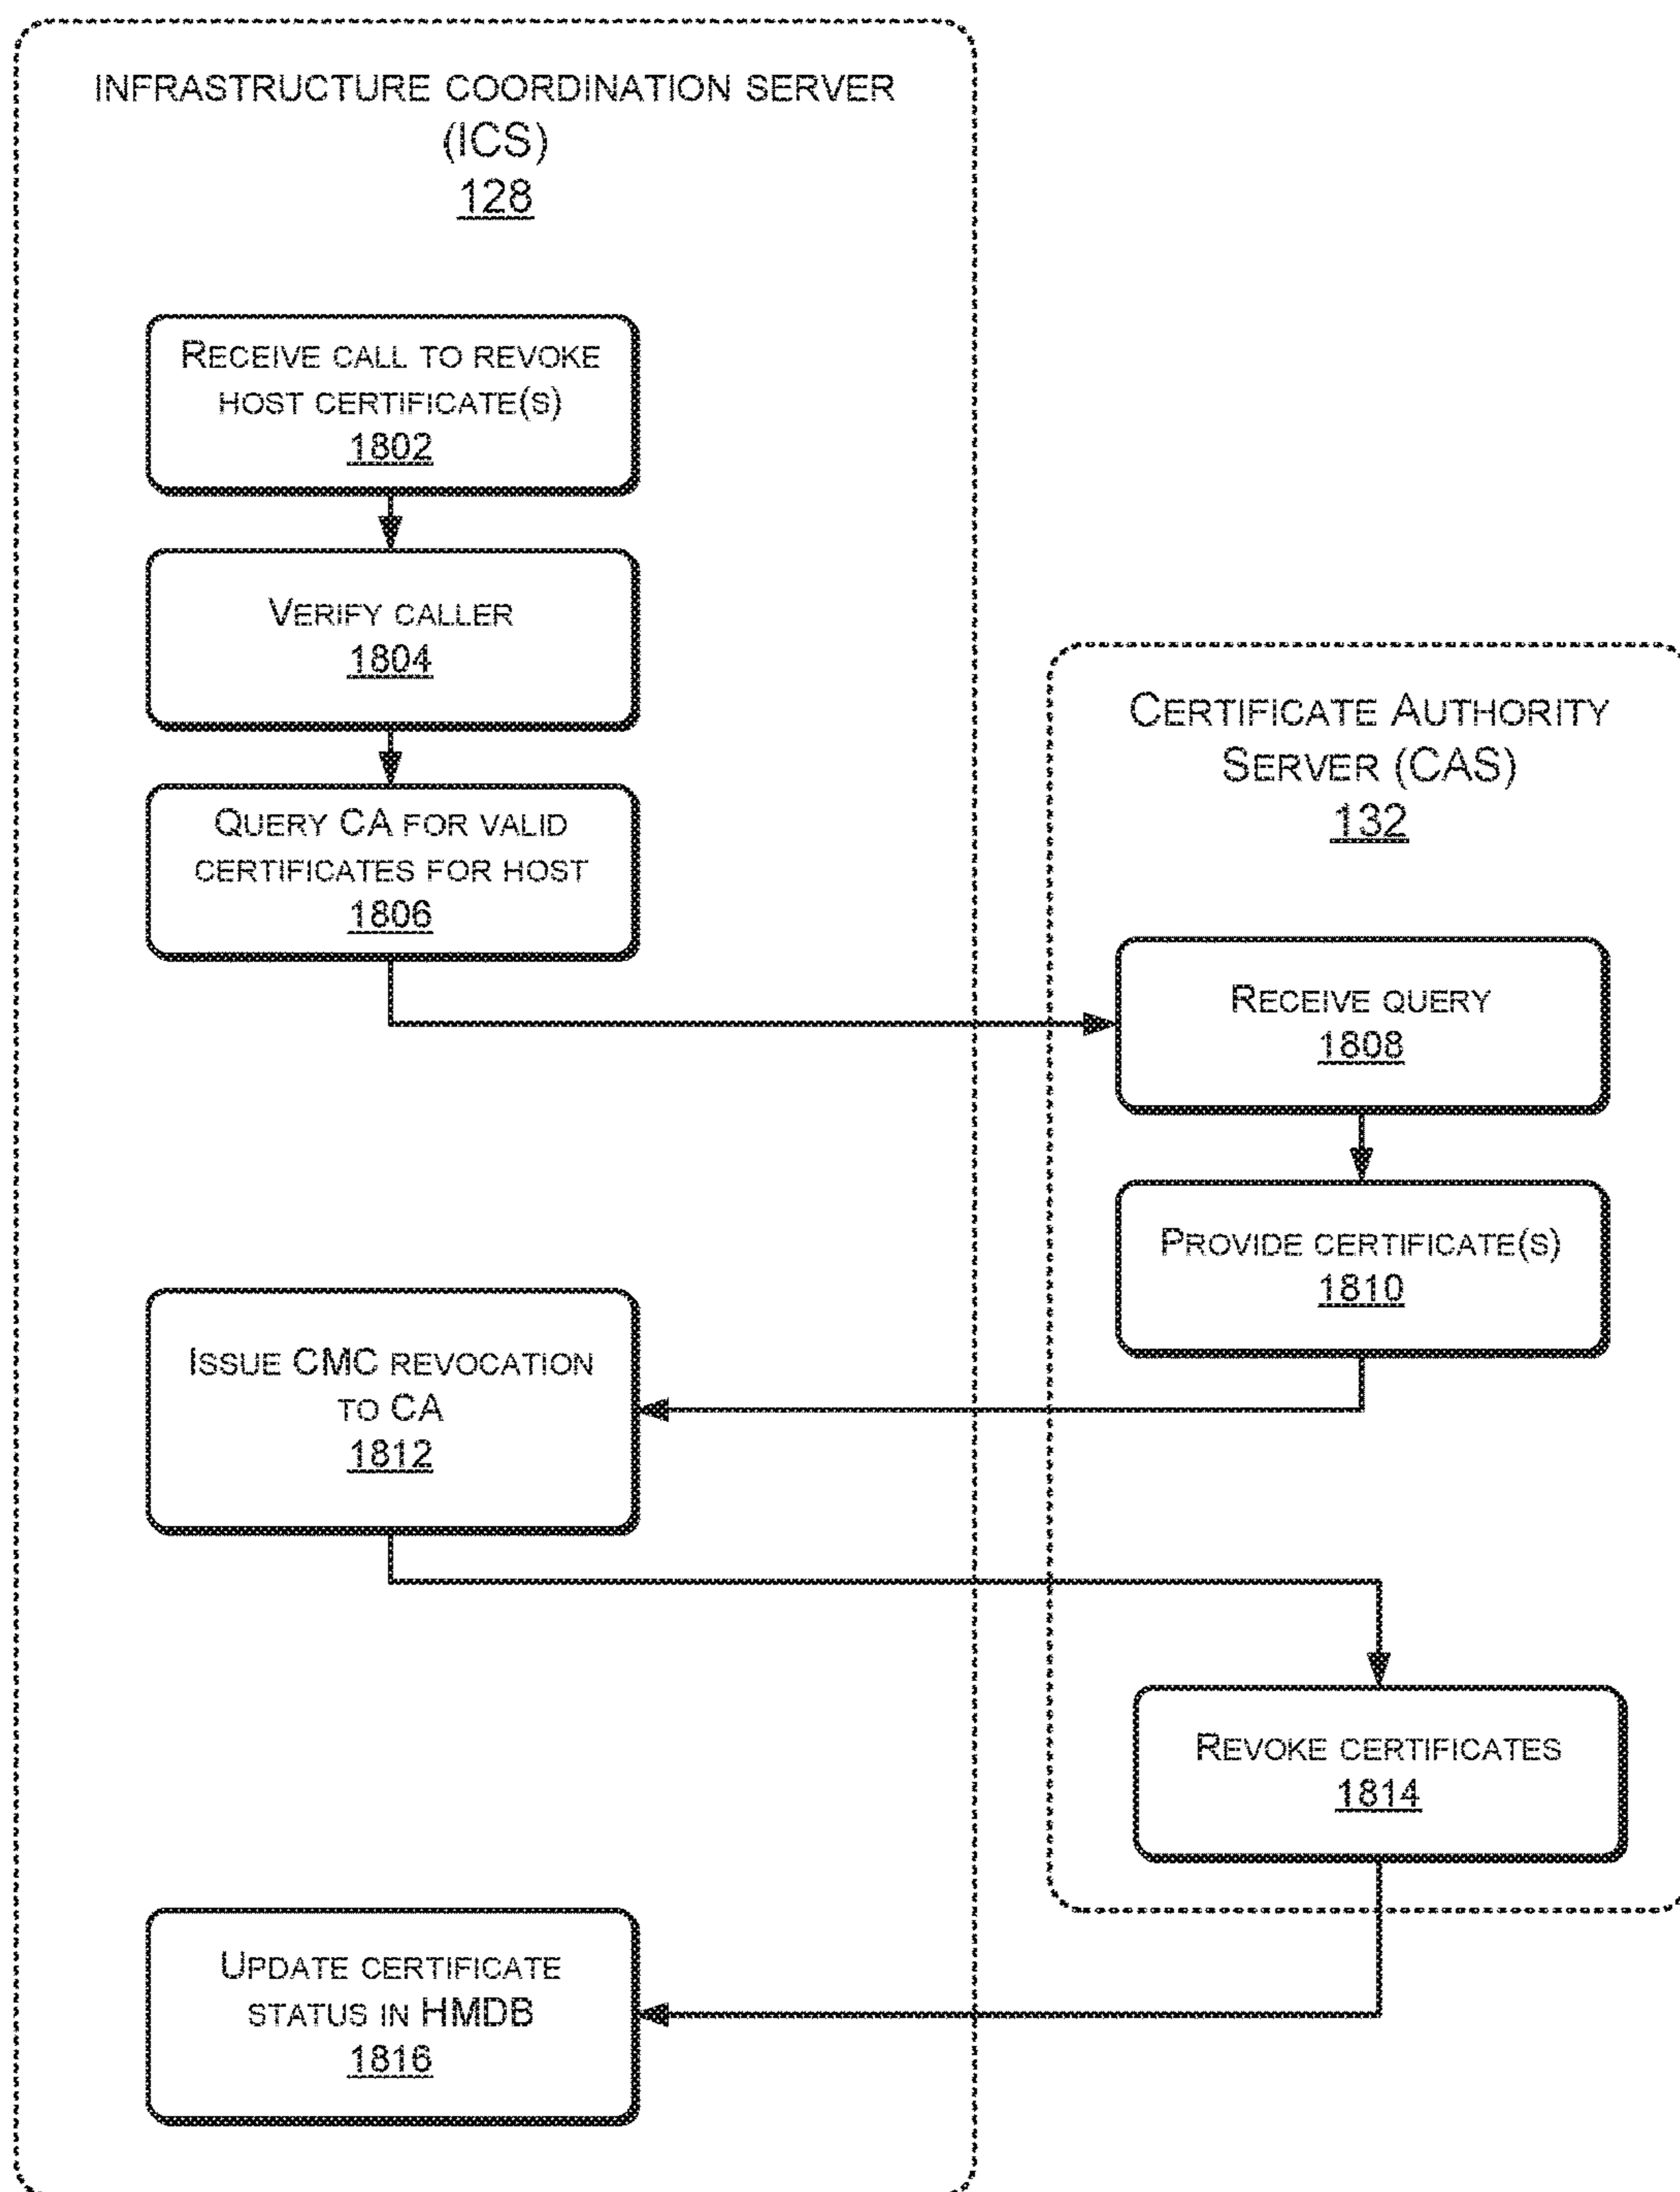 INFRASTRUCTURE COORDINATION SERVER
(ICS)
128
RECEIVE CALL TO REVOKE
HOST CERTIFICATE(S)
1802
VERIFY CALLER
1804
QUERY CA FOR VALID
CERTIFICATES FOR HOST
1806
CERTIFICATE AUTHORITY
SERVER (CAS)
132
RECEIVE QUERY
1808
PROVIDE CERTIFICATE(S)
1810
ISSUE CMC REVOCATION
TO CA
1812
REVOKE CERTIFICATES
1814
UPDATE CERTIFICATE
STATUS IN HMDB
1816